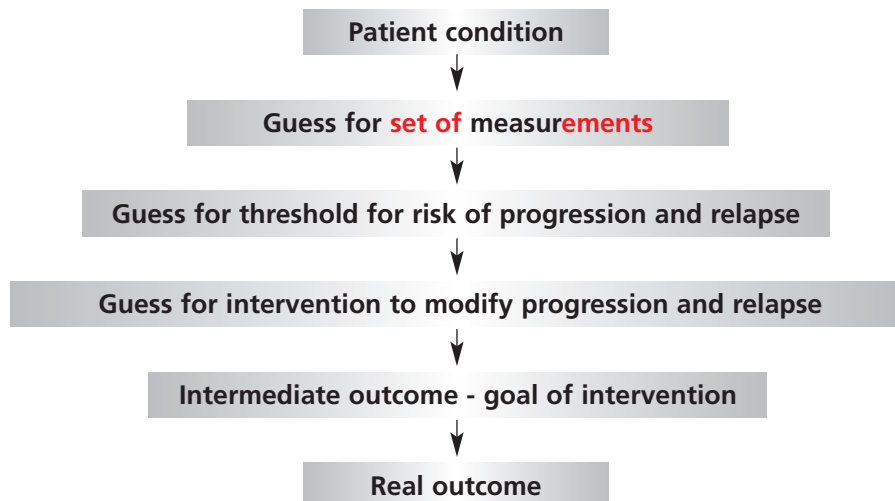 Patient condition
Guess for set of measurements
Guess for threshold for risk of progression and relapse
Guess for intervention to modify progression and relapse
Intermediate outcome - goal of intervention
Real outcome